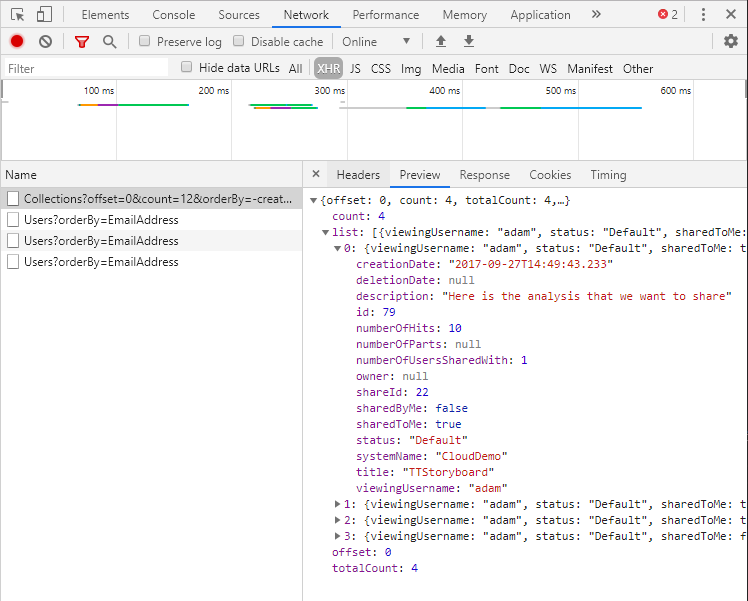 Elements Console Sources Network Performance Memory Application » 2
Preserve log Disable cache Online
Filter Hide data URLs All XHR JS CSS Img Media Font Doc WS Manifest Other
100 ms 200 ms 300 ms 400 ms 500 ms 600 ms
Name
Collections?offset=0&count=12&orderBy=-creat...
Users?orderBy=EmailAddress
Users?orderBy=EmailAddress
Users?orderBy=EmailAddress
× Headers Preview Response Cookies Timing
{offset: 0, count: 4, totalCount: 4,…}
count: 4
list: [{viewingUsername: "adam", status: "Default", sharedToMe:
0: {viewingUsername: "adam", status: "Default", sharedToMe: t
creationDate: "2017-09-27T14:49:43.233"
deletionDate: null
description: "Here is the analysis that we want to share"
id: 79
numberOfHits: 10
numberOfParts: null
numberOfUsersSharedWith: 1
owner: null
shareId: 22
sharedByMe: false
sharedToMe: true
status: "Default"
systemName: "CloudDemo"
title: "TTStoryboard"
viewingUsername: "adam"
1: {viewingUsername: "adam", status: "Default", sharedToMe: t
2: {viewingUsername: "adam", status: "Default", sharedToMe: t
3: {viewingUsername: "adam", status: "Default", sharedToMe: f
offset: 0
totalCount: 4